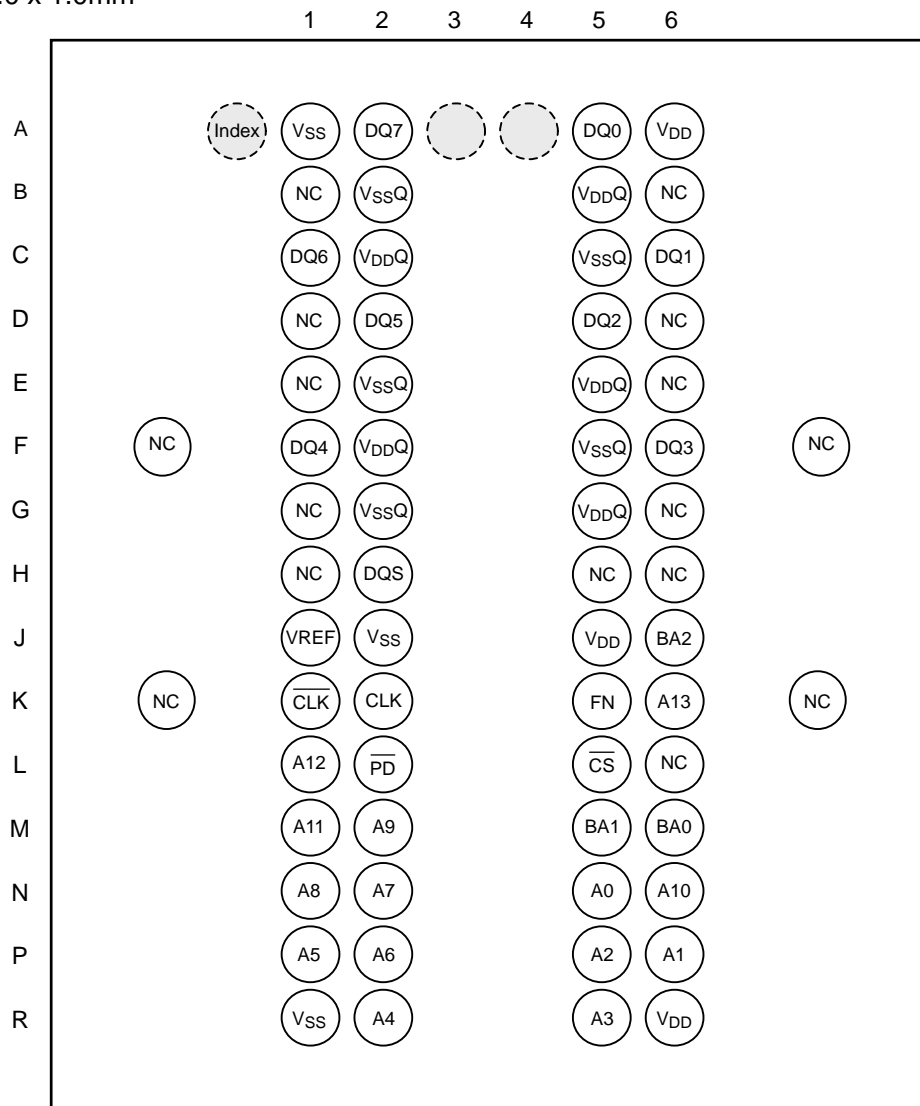 x 1.0mm
1 2 3 4 5 6
A Index VSS DQ7 DQ0 VDD
B NC VSSQ VDDQ NC
C DQ6 VDDQ VSSQ DQ1
D NC DQ5 DQ2 NC
E NC VSSQ VDDQ NC
F NC DQ4 VDDQ VSSQ DQ3 NC
G NC VSSQ VDDQ NC
H NC DQS NC NC
J VREF VSS VDD BA2
K NC C̅L̅K̅ CLK FN A13 NC
L A12 P̅D̅ C̅S̅ NC
M A11 A9 BA1 BA0
N A8 A7 A0 A10
P A5 A6 A2 A1
R VSS A4 A3 VDD